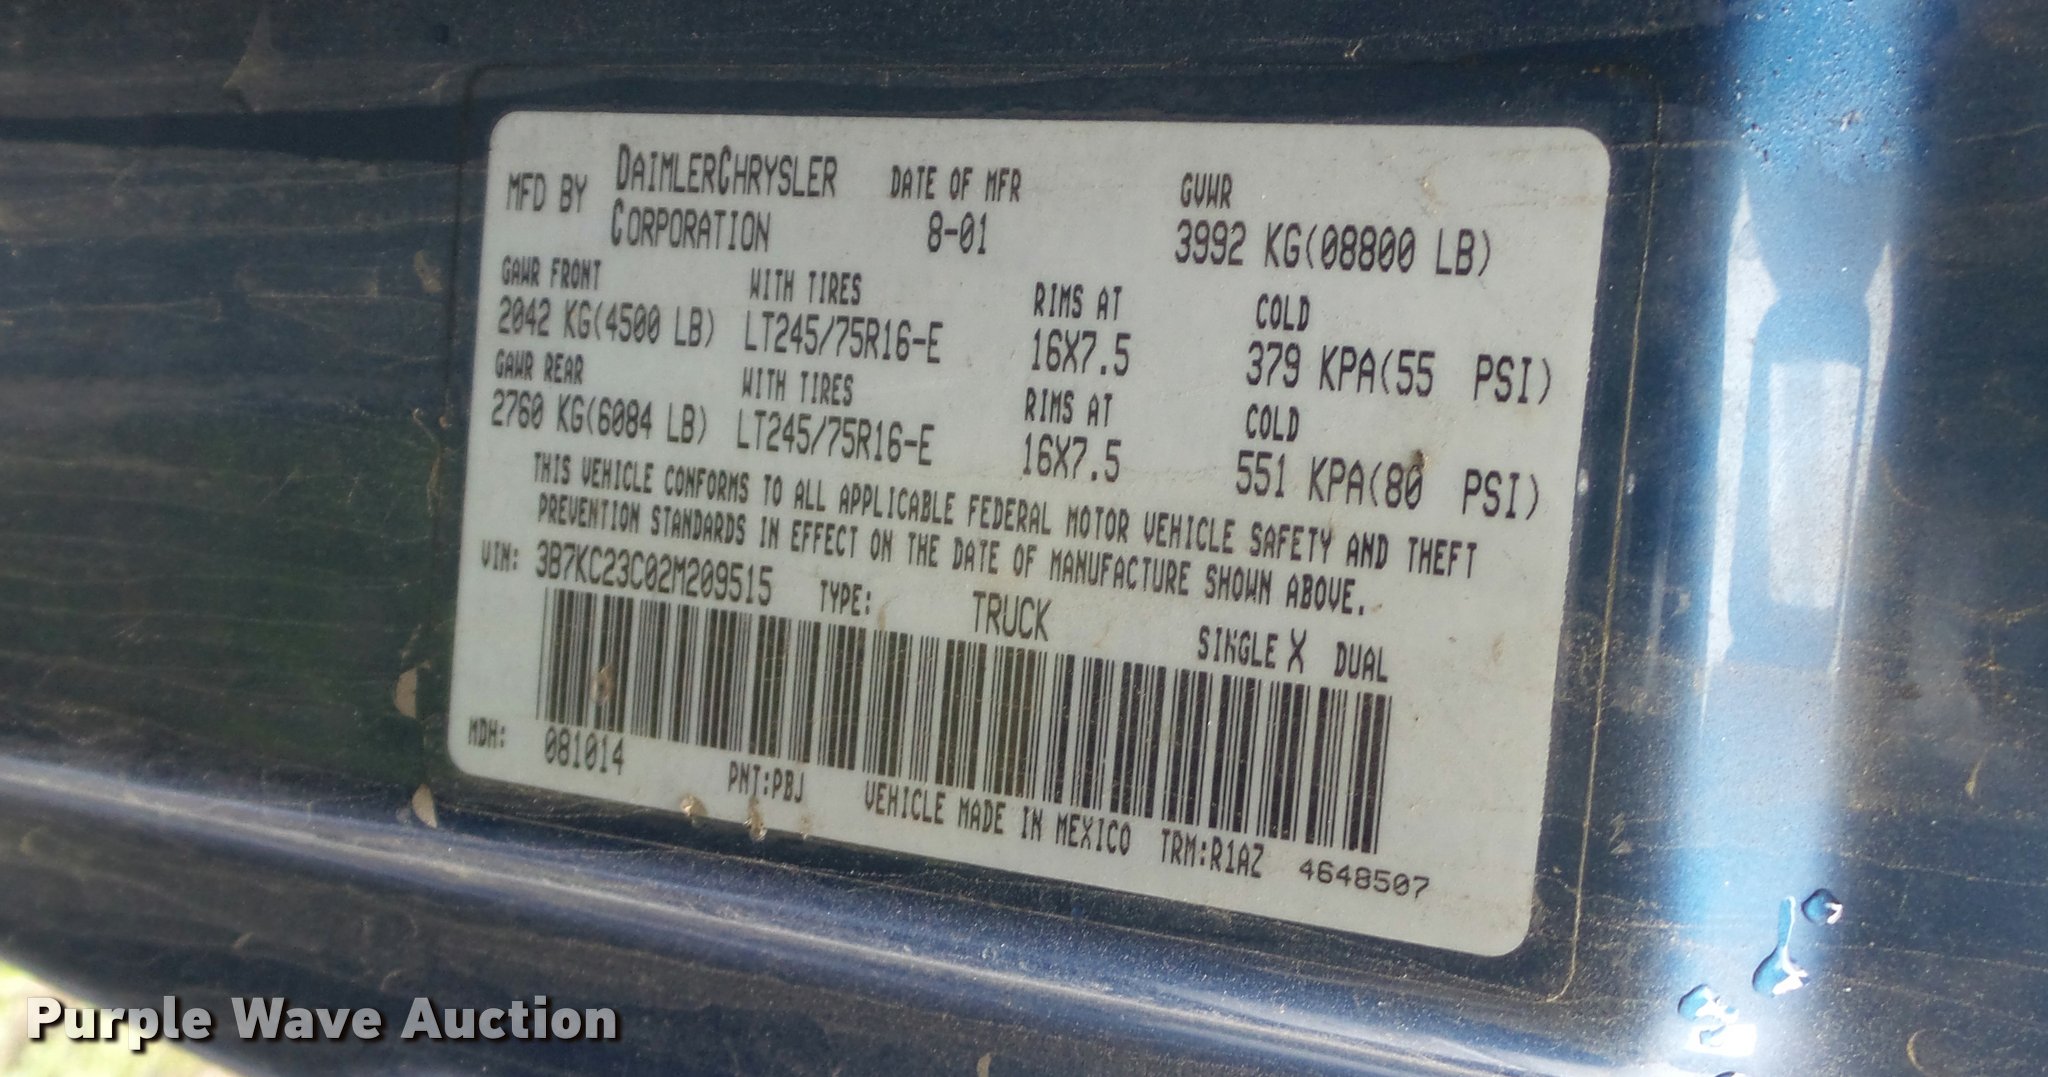 MFD BY DAIMLERCHRYSLER CORPORATION DATE OF MFR 8-01 GVWR 3992 KG(08800 LB)
GAWR FRONT WITH TIRES RIMS AT COLD
2042 KG(4500 LB) LT245/75R16-E 16X7.5 379 KPA(55 PSI)
GAWR REAR WITH TIRES RIMS AT COLD
2760 KG(6084 LB) LT245/75R16-E 16X7.5 551 KPA(80 PSI)
THIS VEHICLE CONFORMS TO ALL APPLICABLE FEDERAL MOTOR VEHICLE SAFETY AND THEFT
PREVENTION STANDARDS IN EFFECT ON THE DATE OF MANUFACTURE SHOWN ABOVE.
VIN: 3B7KC23C02M209515 TYPE: TRUCK SINGLE X DUAL
MDH: 081014 PNT:PBJ VEHICLE MADE IN MEXICO TRM:R1AZ 4648507
Purple Wave Auction